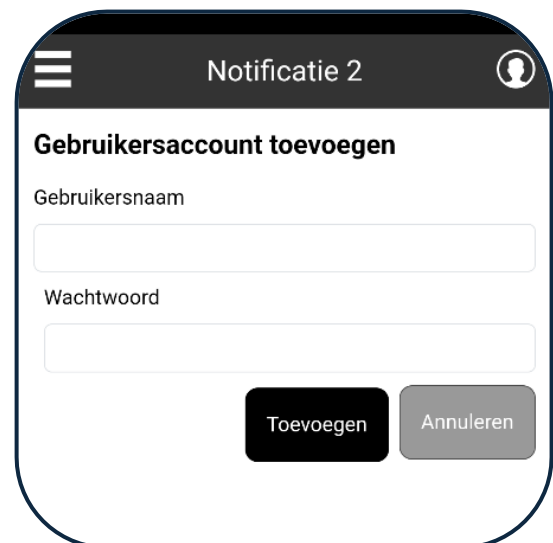 Notificatie 2
Gebruikersaccount toevoegen
Gebruikersnaam
Wachtwoord
Toevoegen Annuleren